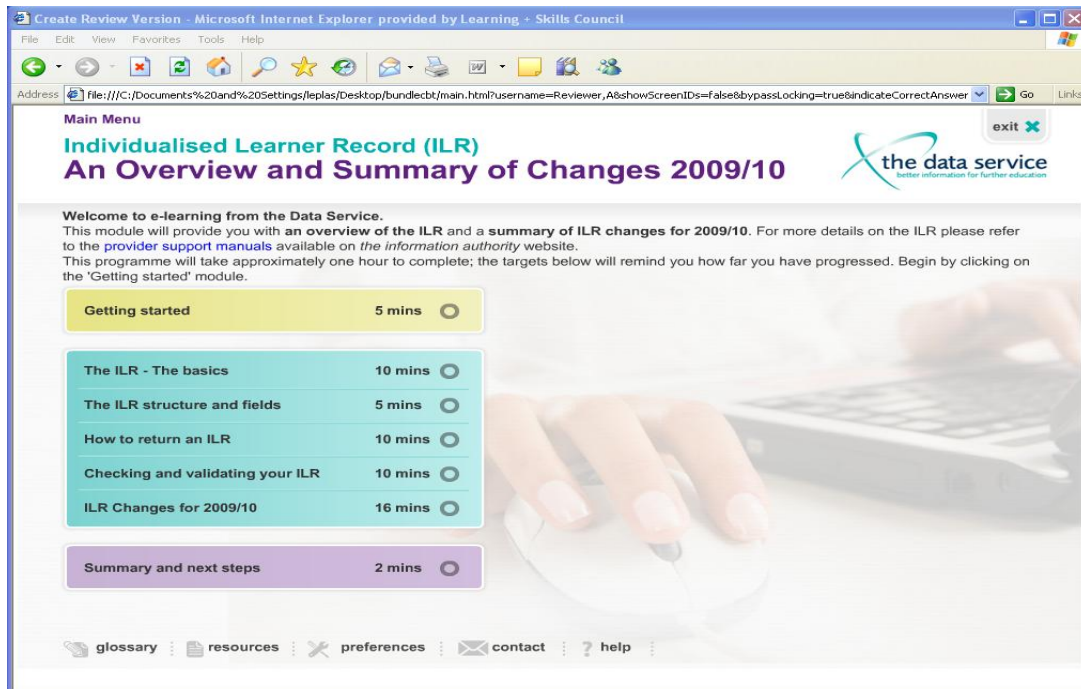 Create Review Version - Microsoft Internet Explorer provided by Learning + Skills Council
File Edit View Favorites Tools Help
Address file:///C:/Documents%20and%20Settings/leplas/Desktop/bundlecbt/main.html?username=Reviewer,A&showScreenIDs=false&bypassLocking=true&indicateCorrectAnswer Go Links
Main Menu
exit
Individualised Learner Record (ILR)
An Overview and Summary of Changes 2009/10
the data service
better information for further education
Welcome to e-learning from the Data Service.
This module will provide you with an overview of the ILR and a summary of ILR changes for 2009/10. For more details on the ILR please refer
to the provider support manuals available on the information authority website.
This programme will take approximately one hour to complete; the targets below will remind you how far you have progressed. Begin by clicking on
the 'Getting started' module.
Getting started 5 mins
The ILR - The basics 10 mins
The ILR structure and fields 5 mins
How to return an ILR 10 mins
Checking and validating your ILR 10 mins
ILR Changes for 2009/10 16 mins
Summary and next steps 2 mins
glossary resources preferences contact ? help